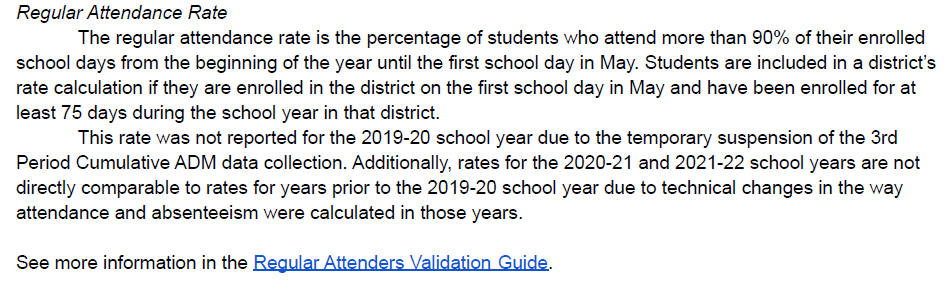 Regular Attendance Rate
The regular attendance rate is the percentage of students who attend more than 90% of their enrolled
school days from the beginning of the year until the first school day in May. Students are included in a district's
rate calculation if they are enrolled in the district on the first school day in May and have been enrolled for at
least 75 days during the school year in that district.
This rate was not reported for the 2019-20 school year due to the temporary suspension of the 3rd
Period Cumulative ADM data collection. Additionally, rates for the 2020-21 and 2021-22 school years are not
directly comparable to rates for years prior to the 2019-20 school year due to technical changes in the way
attendance and absenteeism were calculated in those years.
See more information in the Regular Attenders Validation Guide.